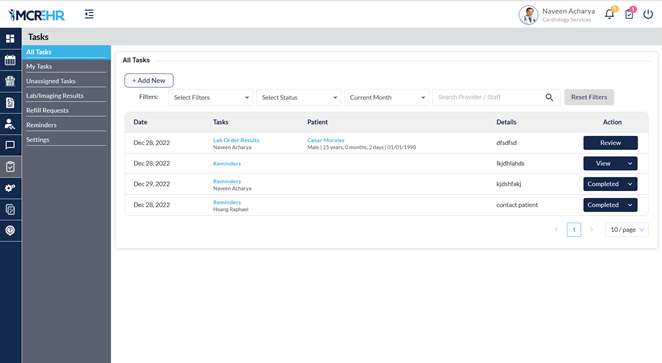 MCREHR
Naveen Acharya
Cardiology Services
Tasks
All Tasks
My Tasks
Unassigned Tasks
Lab/Imaging Results
Refill Requests
Reminders
Settings
All Tasks
+ Add New
Filters: Select Filters Select Status Current Month Search Provider / Staff Reset Filters
Date Tasks Patient Details Action
Dec 28, 2022 Lab Order Results Cesar Morales dfsdfsd Review
Naveen Acharya Male | 25 years, 0 months, 2 days | 01/01/1998
Dec 28, 2022 Reminders lkjdhlahds View
Dec 29, 2022 Reminders kjdshfakj Completed
Naveen Acharya
Dec 28, 2022 Reminders contact patient Completed
Hoang Raphael
< 1 > 10 / page